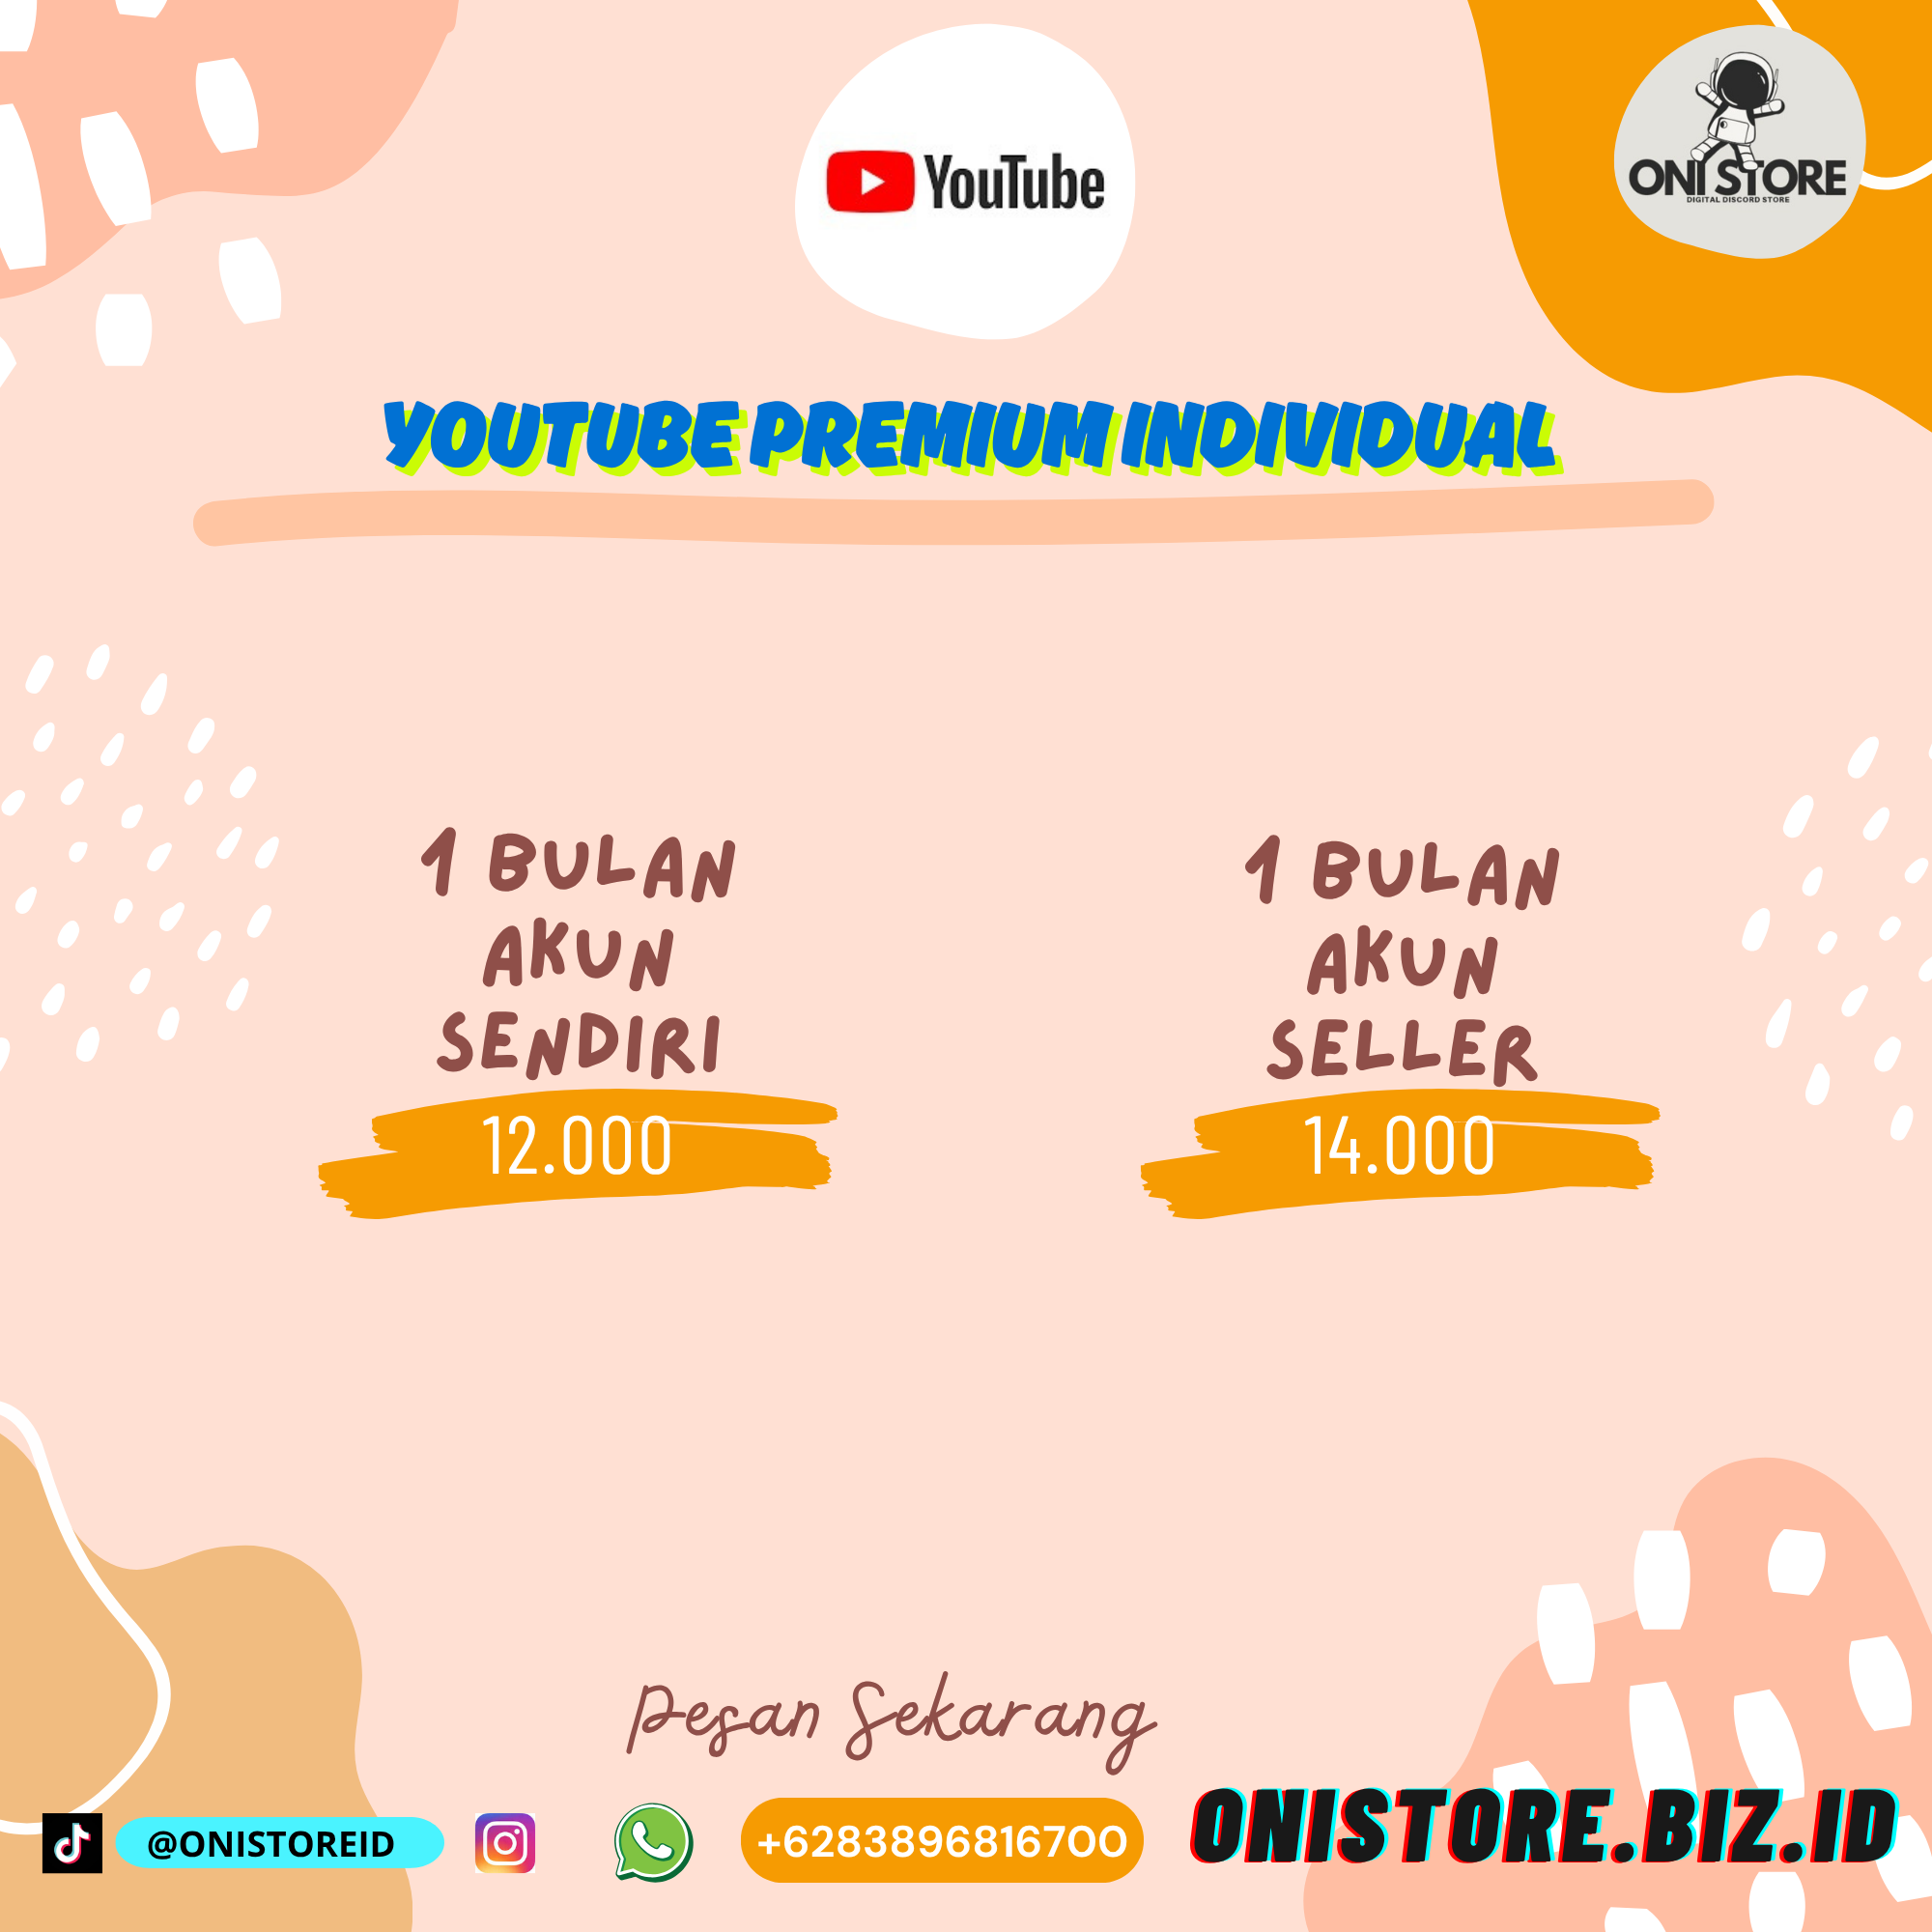 YouTube
ONI STORE
DIGITAL DISCORD STORE
YOUTUBE PREMIUM INDIVIDUAL
1 BULAN
AKUN
SENDIRI
12.000
1 BULAN
AKUN
SELLER
14.000
Pesan Sekarang
@ONISTOREID
+6283896816700
ONISTORE.BIZ.ID